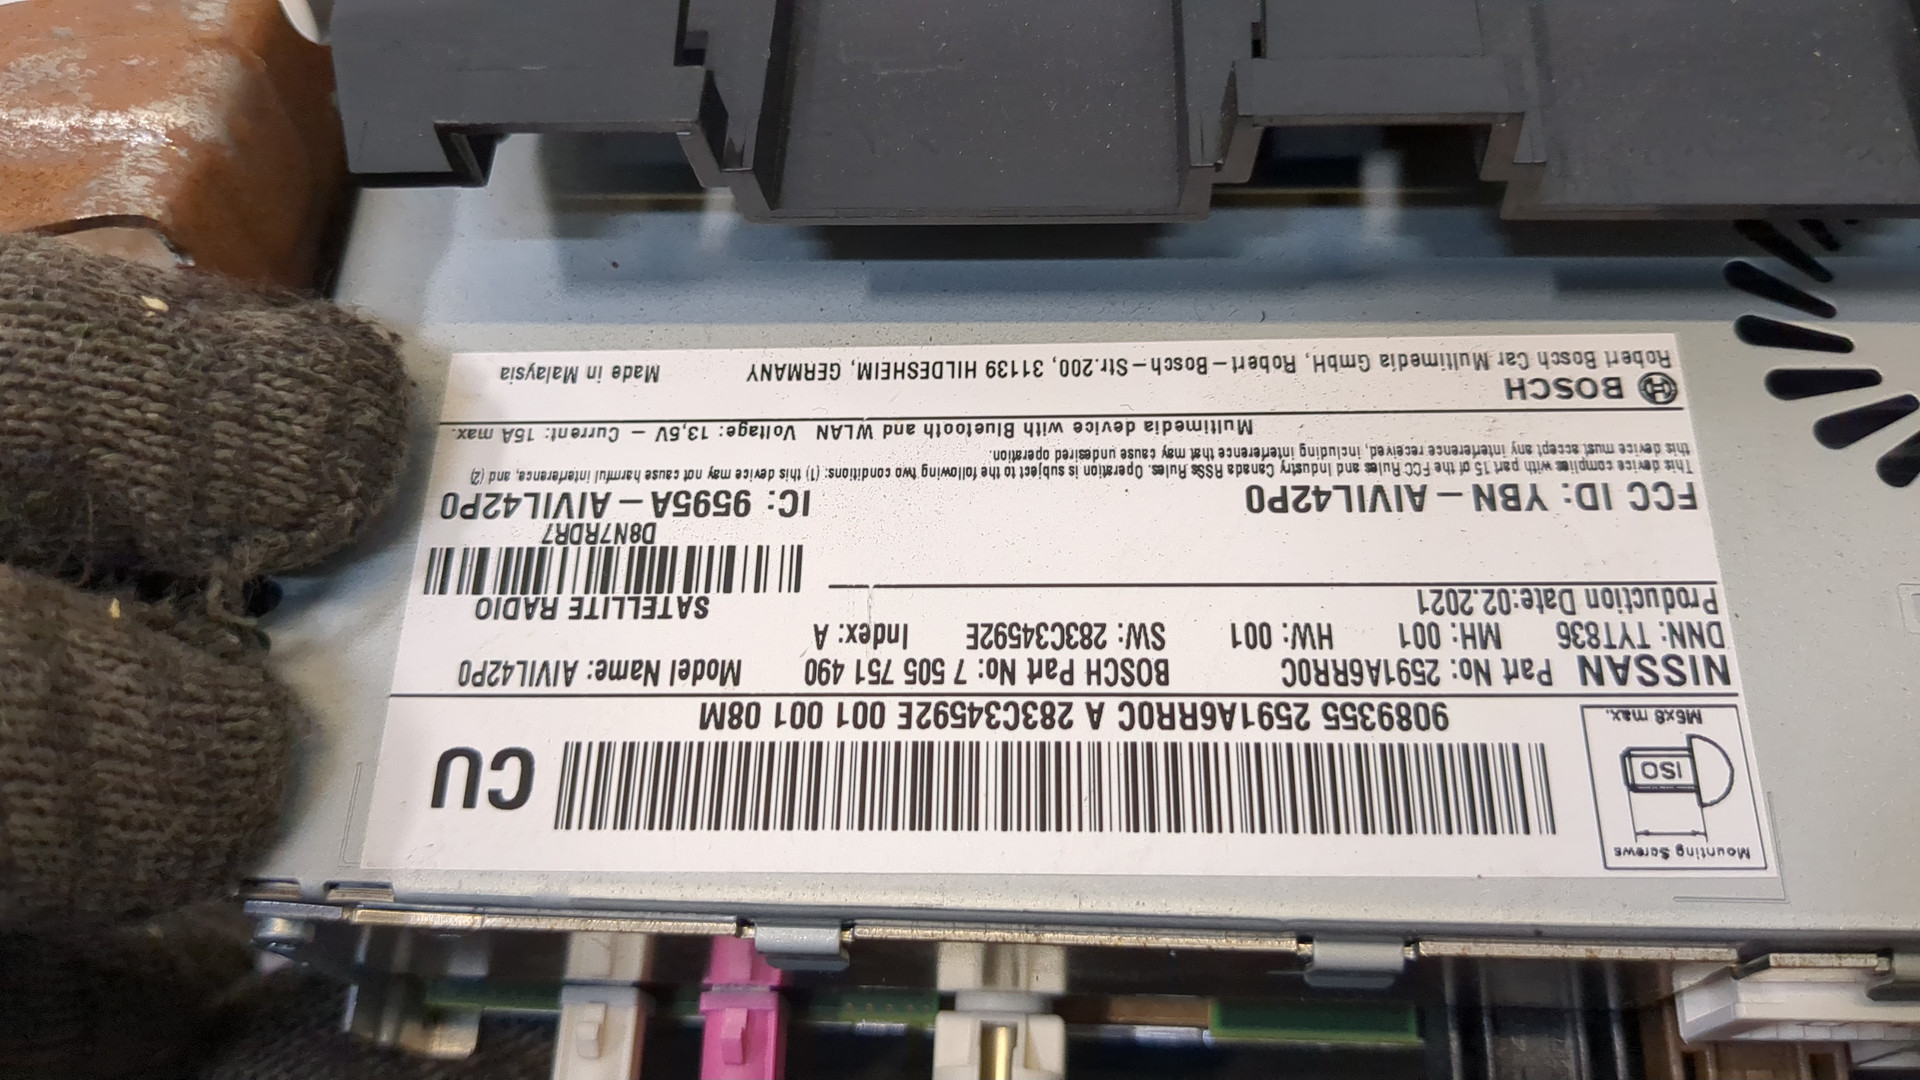 Mounting Screws
ISO
M6x8 max.
CU
9089355 2591A6RR0C A 283C34592E 001 001 08M
NISSAN Part No: 2591A6RR0C BOSCH Part No: 7 505 751 490 Model Name: AIVIL42P0
DNN: TYT836 MH: 001 HW: 001 SW: 283C34592E Index: A
Production Date:02.2021
SATELLITE RADIO
D8N7RDR7
FCC ID: YBN – AIVIL42P0 IC: 9595A – AIVIL42P0
This device complies with part 15 of the FCC Rules and Industry Canada RSSs Rules. Operation is subject to the following two conditions: (1) this device may not cause harmful interference, and (2)
this device must accept any interference received, including interference that may cause undesired operation.
Multimedia device with Bluetooth and WLAN Voltage: 13,5V – Current: 15A max.
BOSCH
Robert Bosch Car Multimedia GmbH, Robert–Bosch–Str.200, 31139 HILDESHEIM, GERMANY Made in Malaysia